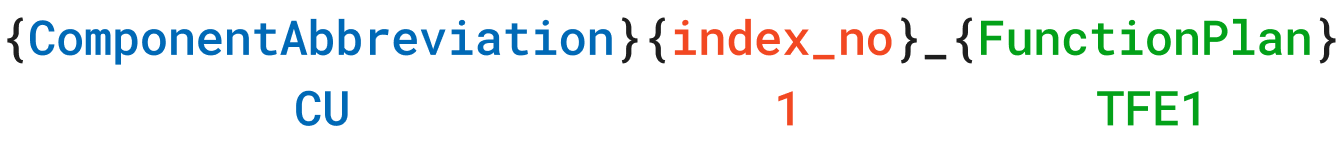 {ComponentAbbreviation}{index_no}_{FunctionPlan}
CU 1 TFE1